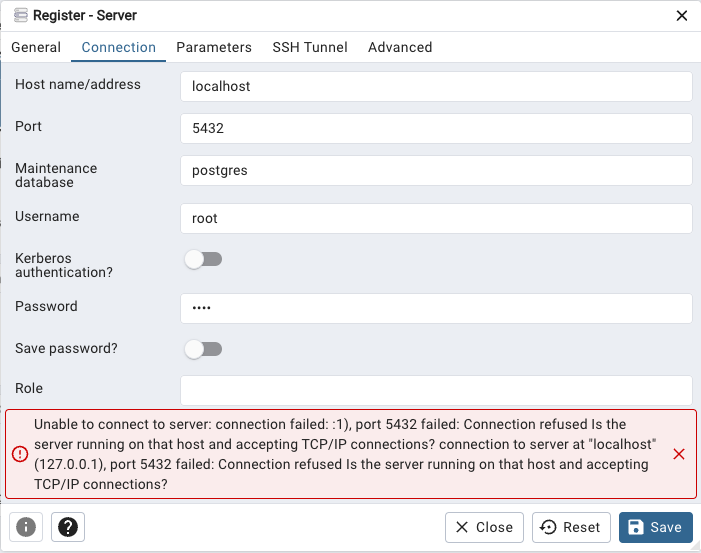 Register - Server
General Connection Parameters SSH Tunnel Advanced
Host name/address
localhost
Port
5432
Maintenance
database
postgres
Username
root
Kerberos
authentication?
Password
••••
Save password?
Role
Unable to connect to server: connection failed: :1), port 5432 failed: Connection refused Is the
server running on that host and accepting TCP/IP connections? connection to server at "localhost"
(127.0.0.1), port 5432 failed: Connection refused Is the server running on that host and accepting
TCP/IP connections?
Close Reset Save